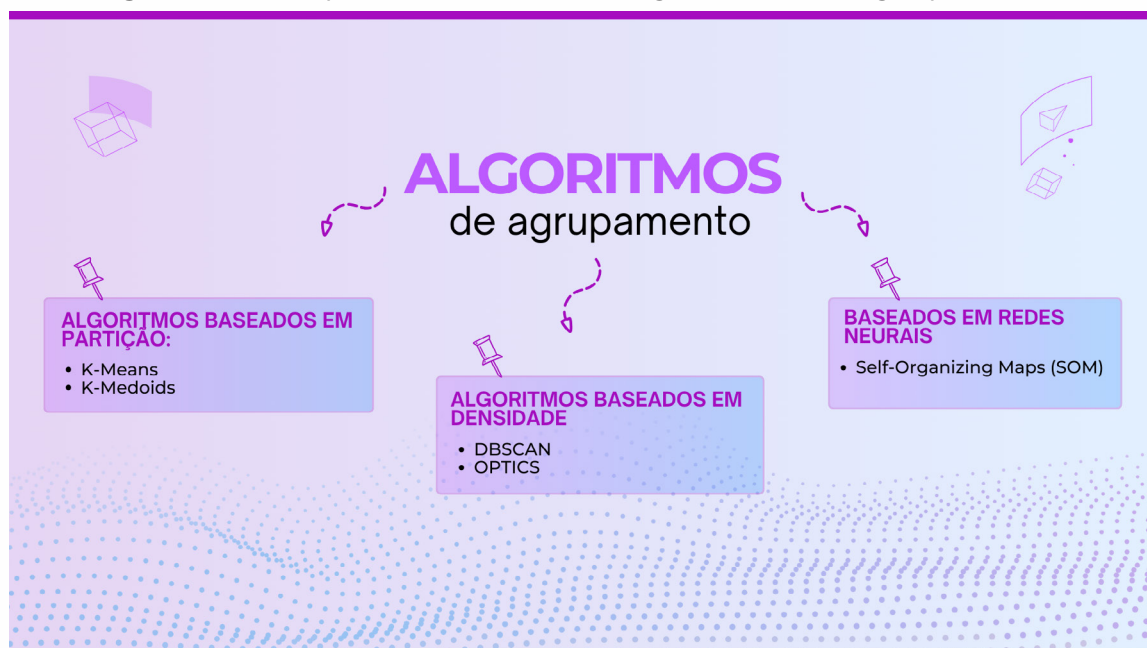 ALGORITMOS
de agrupamento
ALGORITMOS BASEADOS EM
PARTIÇÃO:
• K-Means
• K-Medoids
ALGORITMOS BASEADOS EM
DENSIDADE
• DBSCAN
• OPTICS
BASEADOS EM REDES
NEURAIS
• Self-Organizing Maps (SOM)